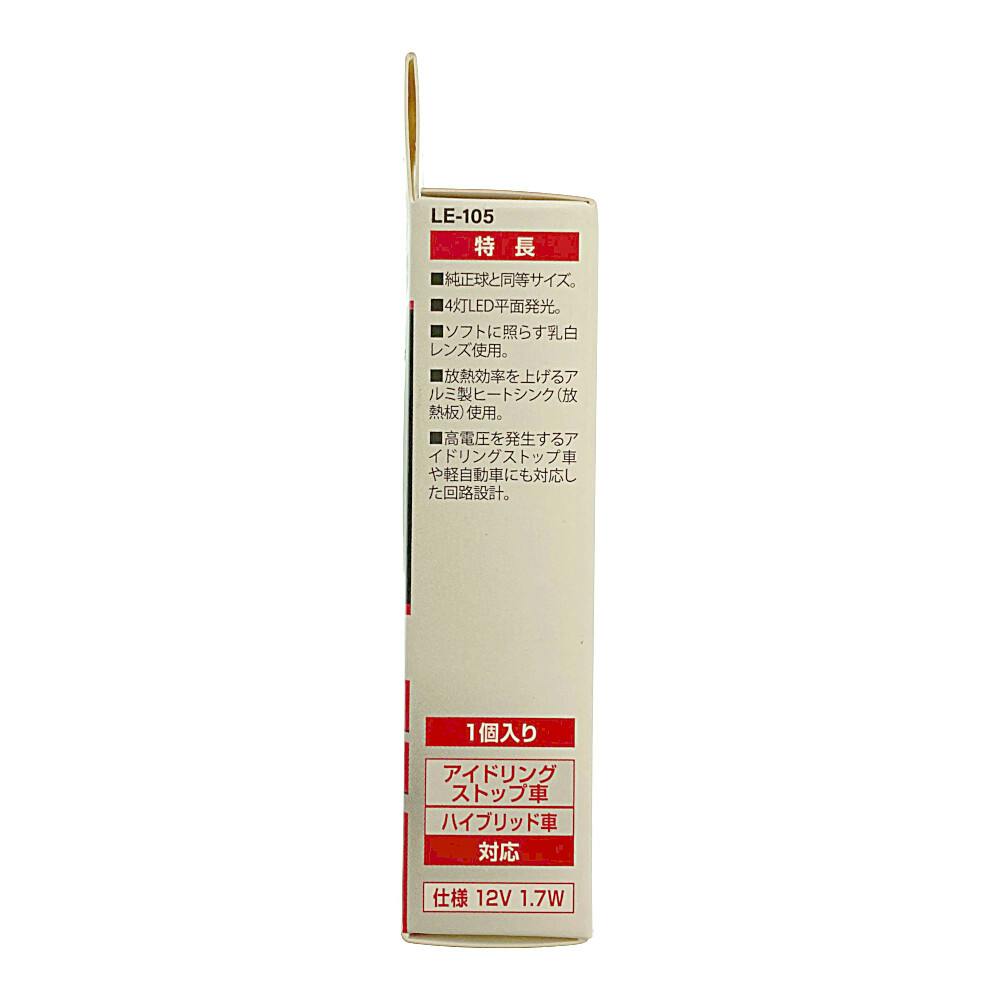 LE-105
特 長
■純正球と同等サイズ。
■4灯LED平面発光。
■ソフトに照らす乳白
レンズ使用。
■放熱効率を上げるア
ルミ製ヒートシンク(放
熱板)使用。
■高電圧を発生するア
イドリングストップ車
や軽自動車にも対応し
た回路設計。
1個入り
アイドリング
ストップ車
ハイブリッド車
対応
仕様 12V 1.7W